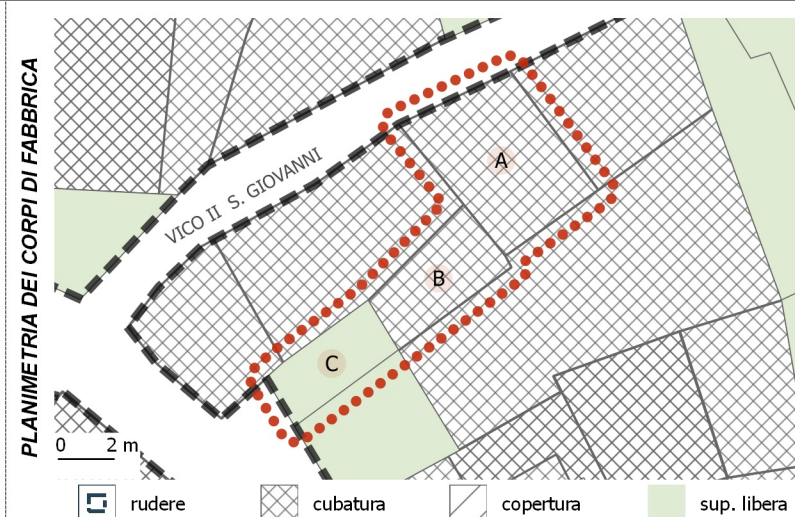 PLANIMETRIA DEI CORPI DI FABBRICA
VICO II S. GIOVANNI
A
B
C
0 2 m
rudere cubatura copertura sup. libera